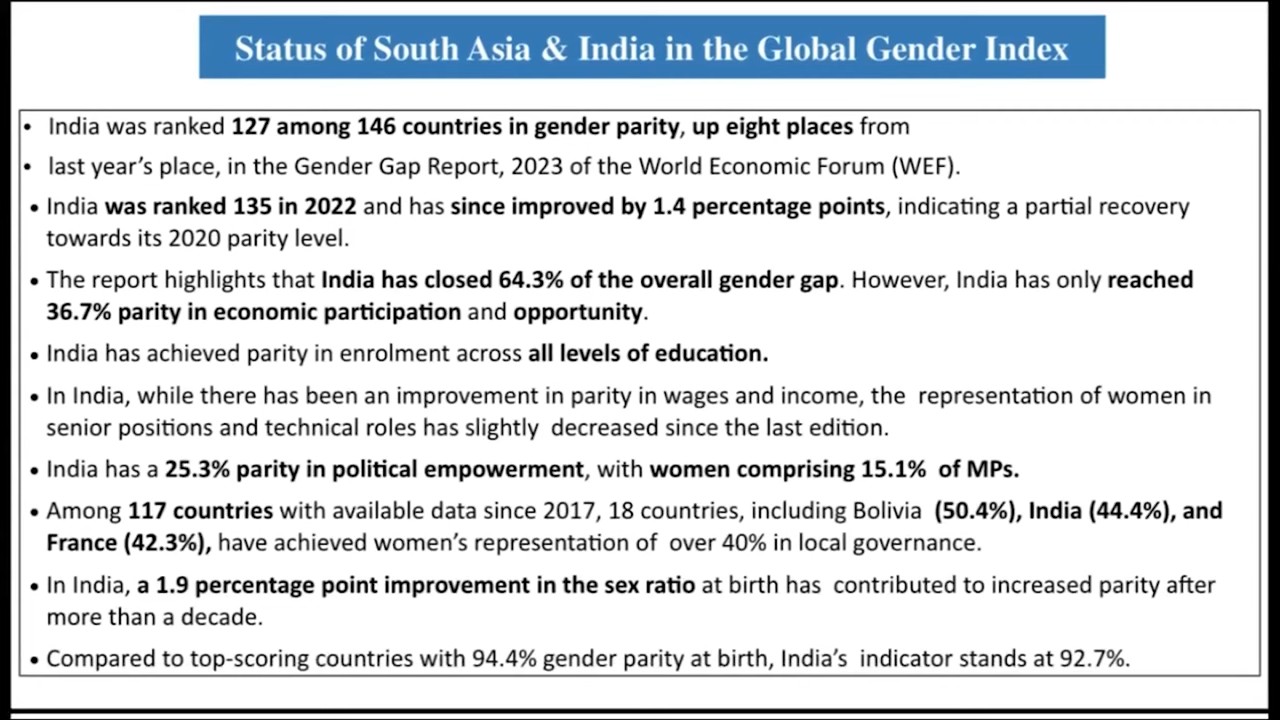 Status of South Asia & India in the Global Gender Index
• India was ranked 127 among 146 countries in gender parity, up eight places from
• last year’s place, in the Gender Gap Report, 2023 of the World Economic Forum (WEF).
• India was ranked 135 in 2022 and has since improved by 1.4 percentage points, indicating a partial recovery
towards its 2020 parity level.
• The report highlights that India has closed 64.3% of the overall gender gap. However, India has only reached
36.7% parity in economic participation and opportunity.
• India has achieved parity in enrolment across all levels of education.
• In India, while there has been an improvement in parity in wages and income, the representation of women in
senior positions and technical roles has slightly decreased since the last edition.
• India has a 25.3% parity in political empowerment, with women comprising 15.1% of MPs.
• Among 117 countries with available data since 2017, 18 countries, including Bolivia (50.4%), India (44.4%), and
France (42.3%), have achieved women’s representation of over 40% in local governance.
• In India, a 1.9 percentage point improvement in the sex ratio at birth has contributed to increased parity after
more than a decade.
• Compared to top-scoring countries with 94.4% gender parity at birth, India’s indicator stands at 92.7%.